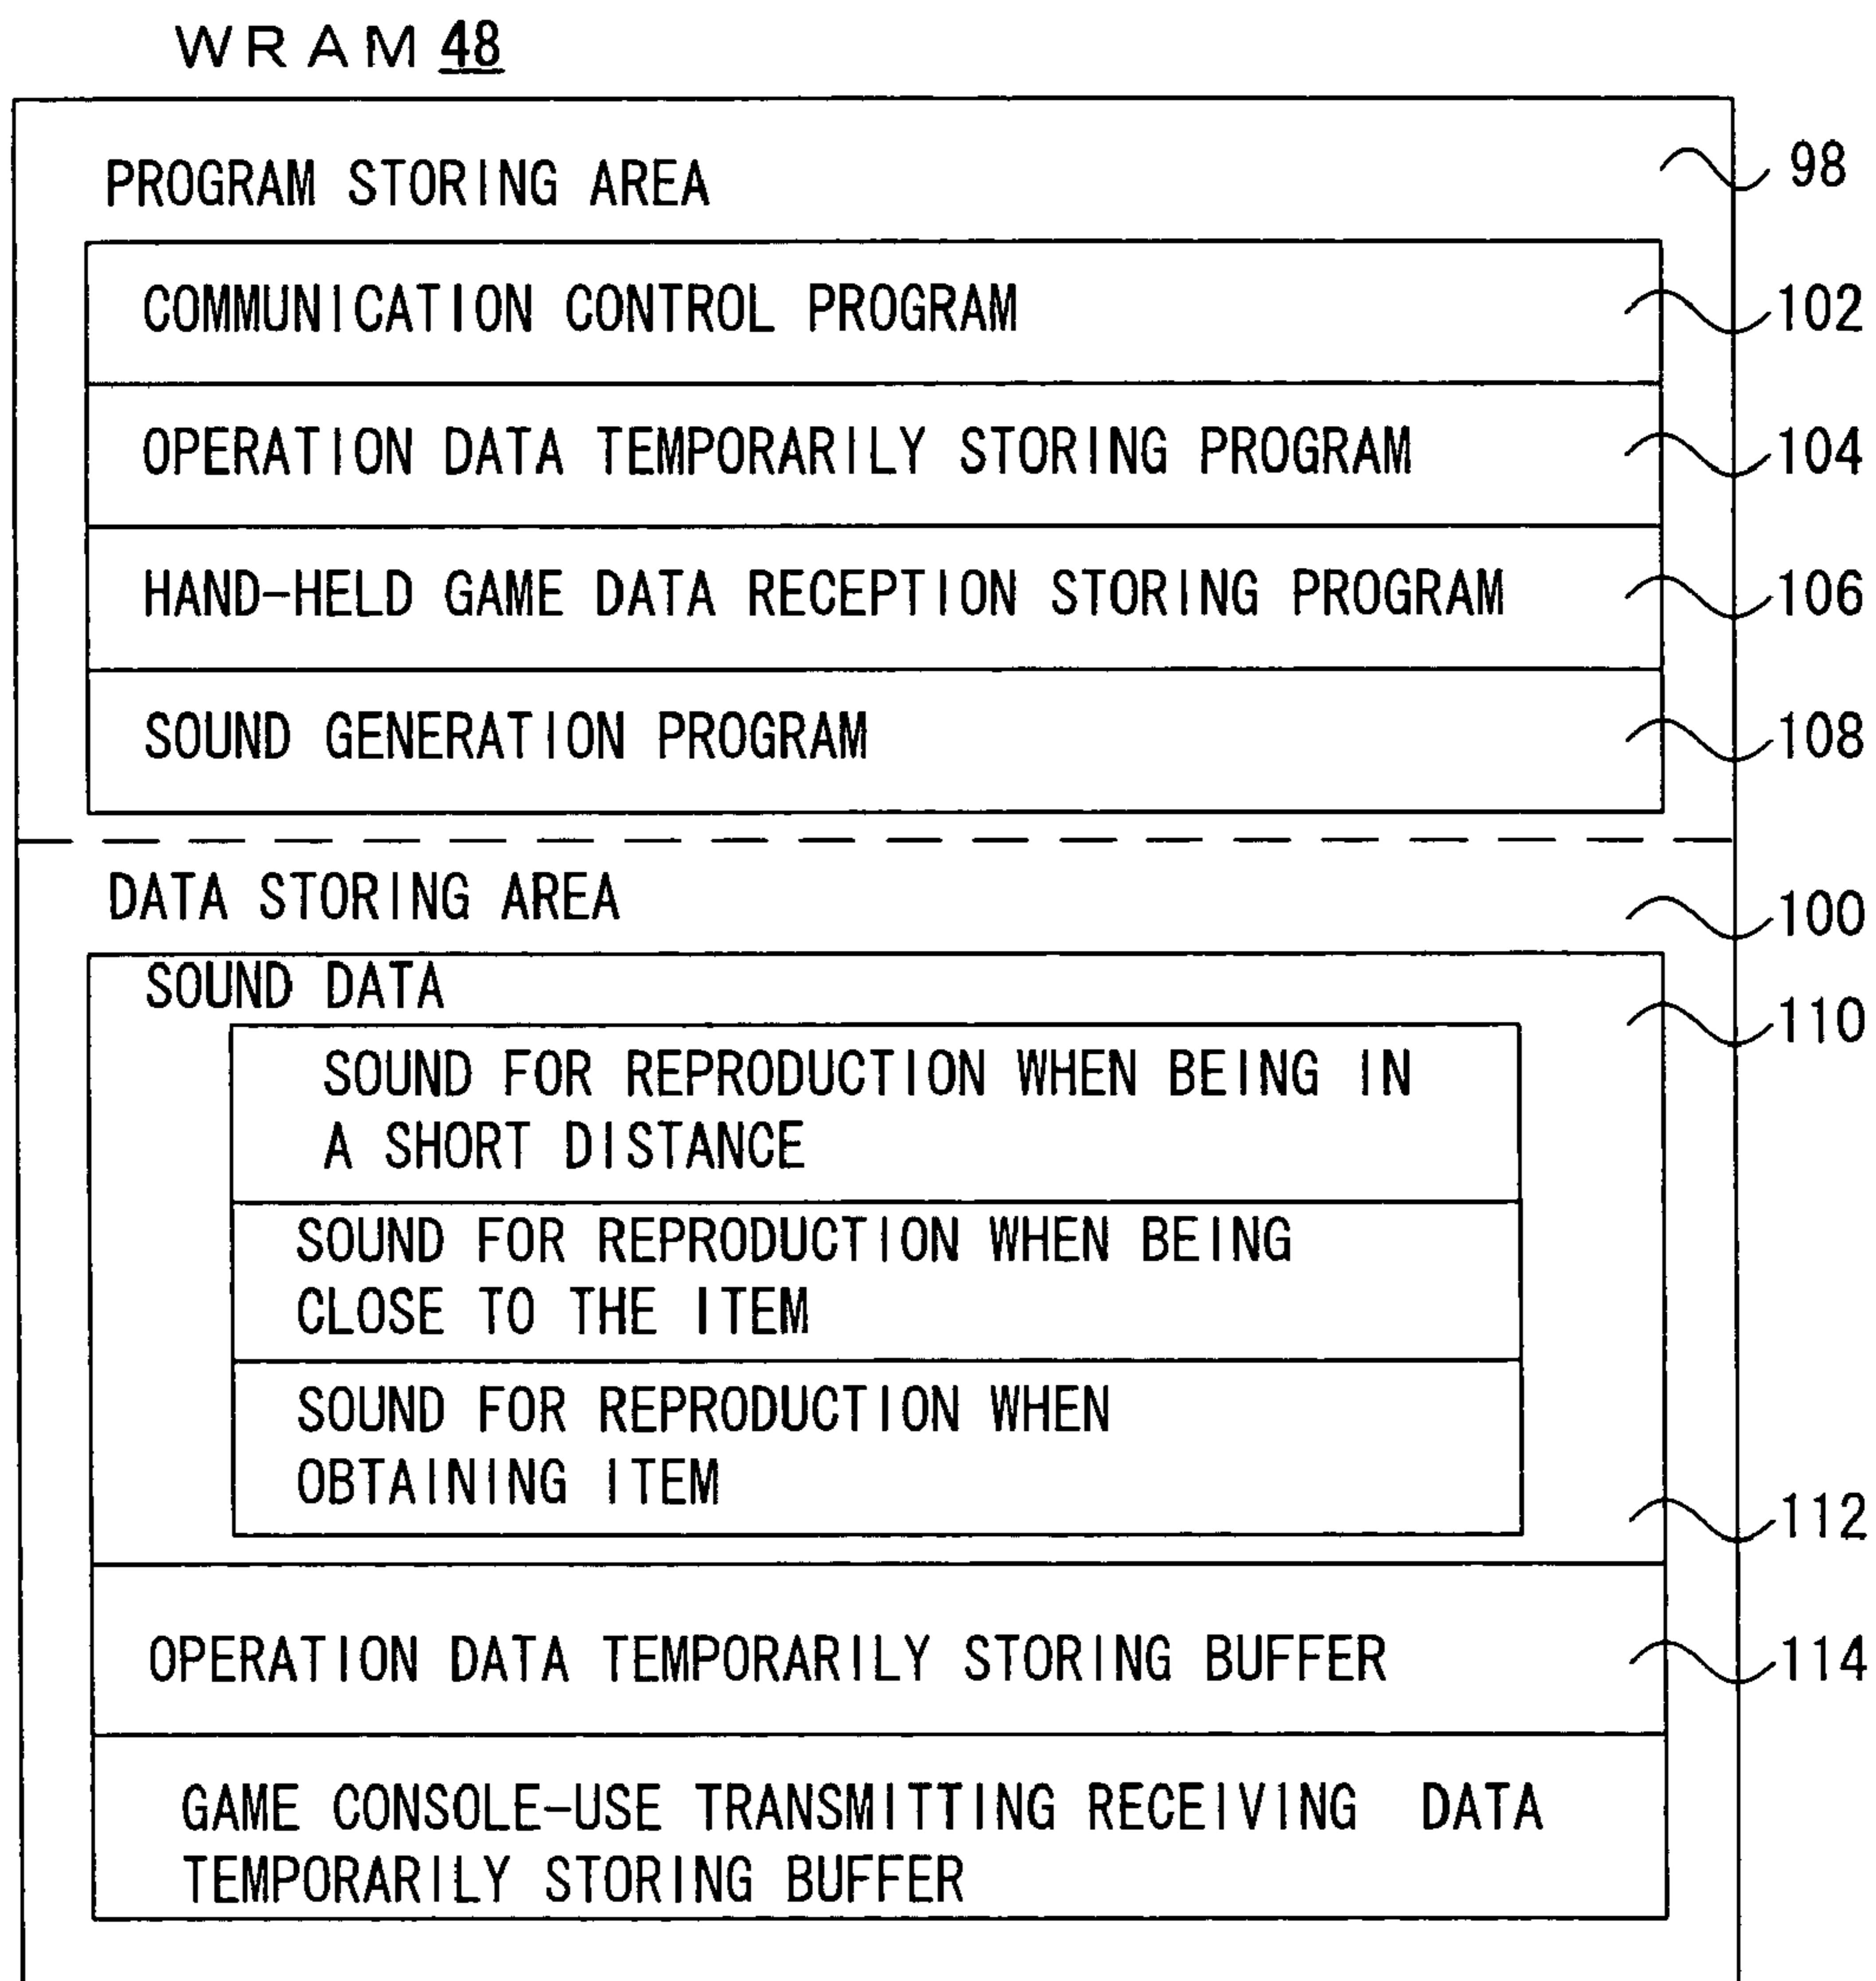 WRAM 48
PROGRAM STORING AREA 98
COMMUNICATION CONTROL PROGRAM 102
OPERATION DATA TEMPORARILY STORING PROGRAM 104
HAND-HELD GAME DATA RECEPTION STORING PROGRAM 106
SOUND GENERATION PROGRAM 108
DATA STORING AREA 100
SOUND DATA 110
SOUND FOR REPRODUCTION WHEN BEING IN
A SHORT DISTANCE
SOUND FOR REPRODUCTION WHEN BEING
CLOSE TO THE ITEM
SOUND FOR REPRODUCTION WHEN
OBTAINING ITEM
112
OPERATION DATA TEMPORARILY STORING BUFFER 114
GAME CONSOLE-USE TRANSMITTING RECEIVING DATA
TEMPORARILY STORING BUFFER